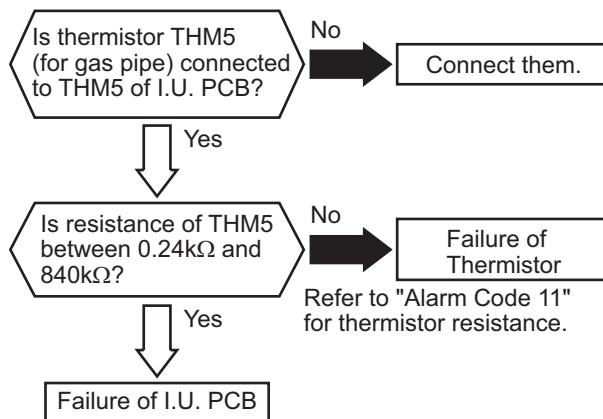 Is thermistor THM5
(for gas pipe) connected
to THM5 of I.U. PCB?
No
Connect them.
Yes
Is resistance of THM5
between 0.24kΩ and
840kΩ?
No
Failure of
Thermistor
Refer to "Alarm Code 11"
for thermistor resistance.
Yes
Failure of I.U. PCB